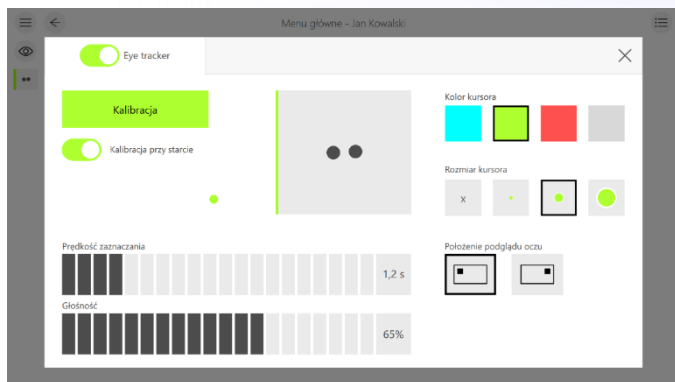 Menu główne - Jan Kowalski
Eye tracker
Kalibracja
Kalibracja przy starcie
Kolor kursora
Rozmiar kursora
x
Prędkość zaznaczania
1,2 s
Położenie podglądu oczu
Głośność
65%